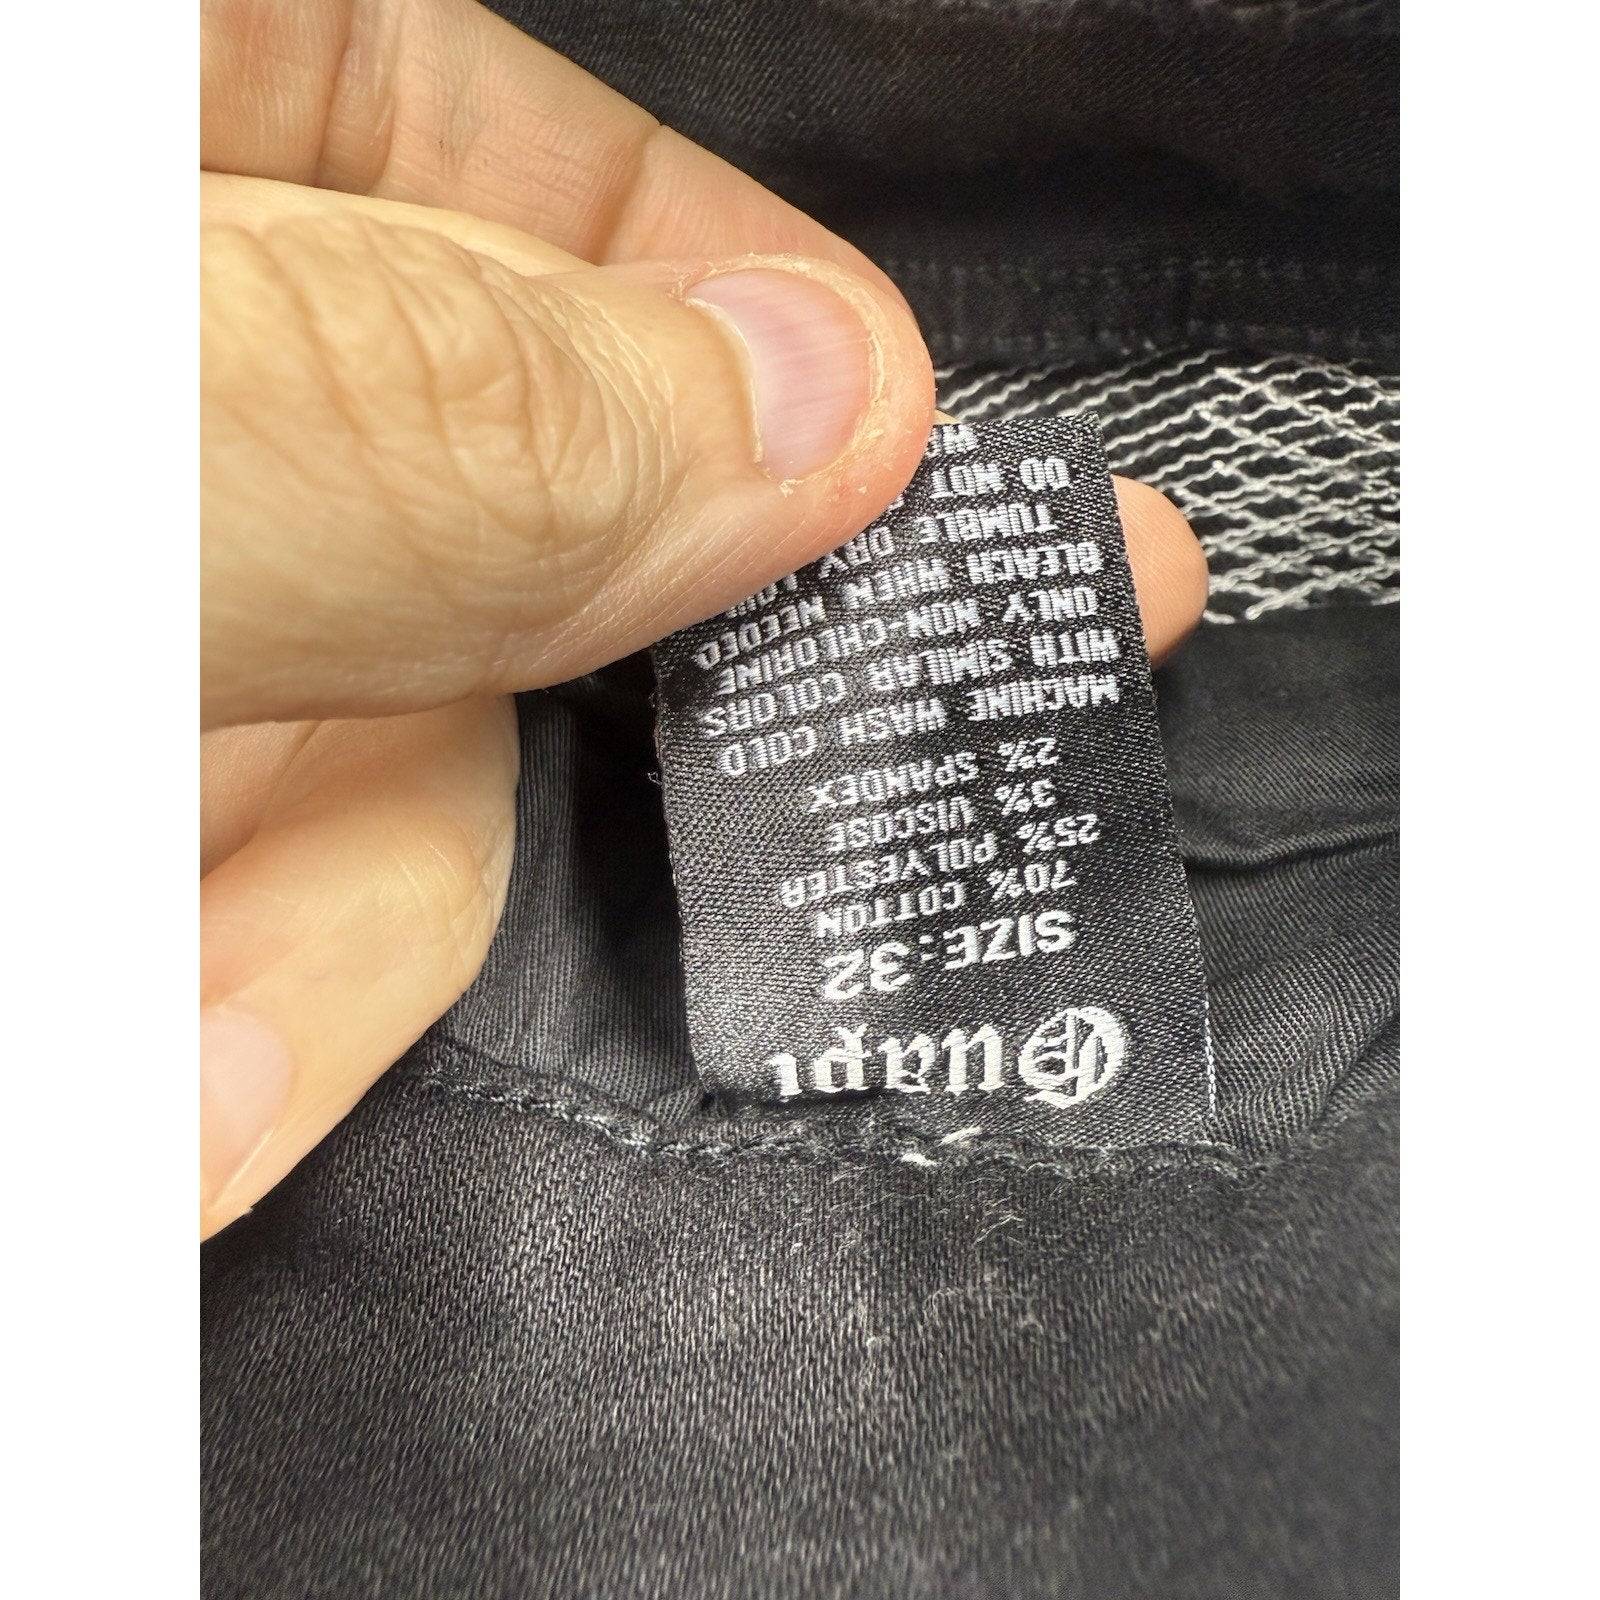 Guapi
SIZE:32
70% COTTON
25% POLYESTER
3% VISCOSE
2% SPANDEX
MACHINE WASH COLD
WITH SIMILAR COLORS
ONLY NON-CHLORINE
BLEACH WHEN NEEDED
TUMBLE DRY LOW
DO NOT